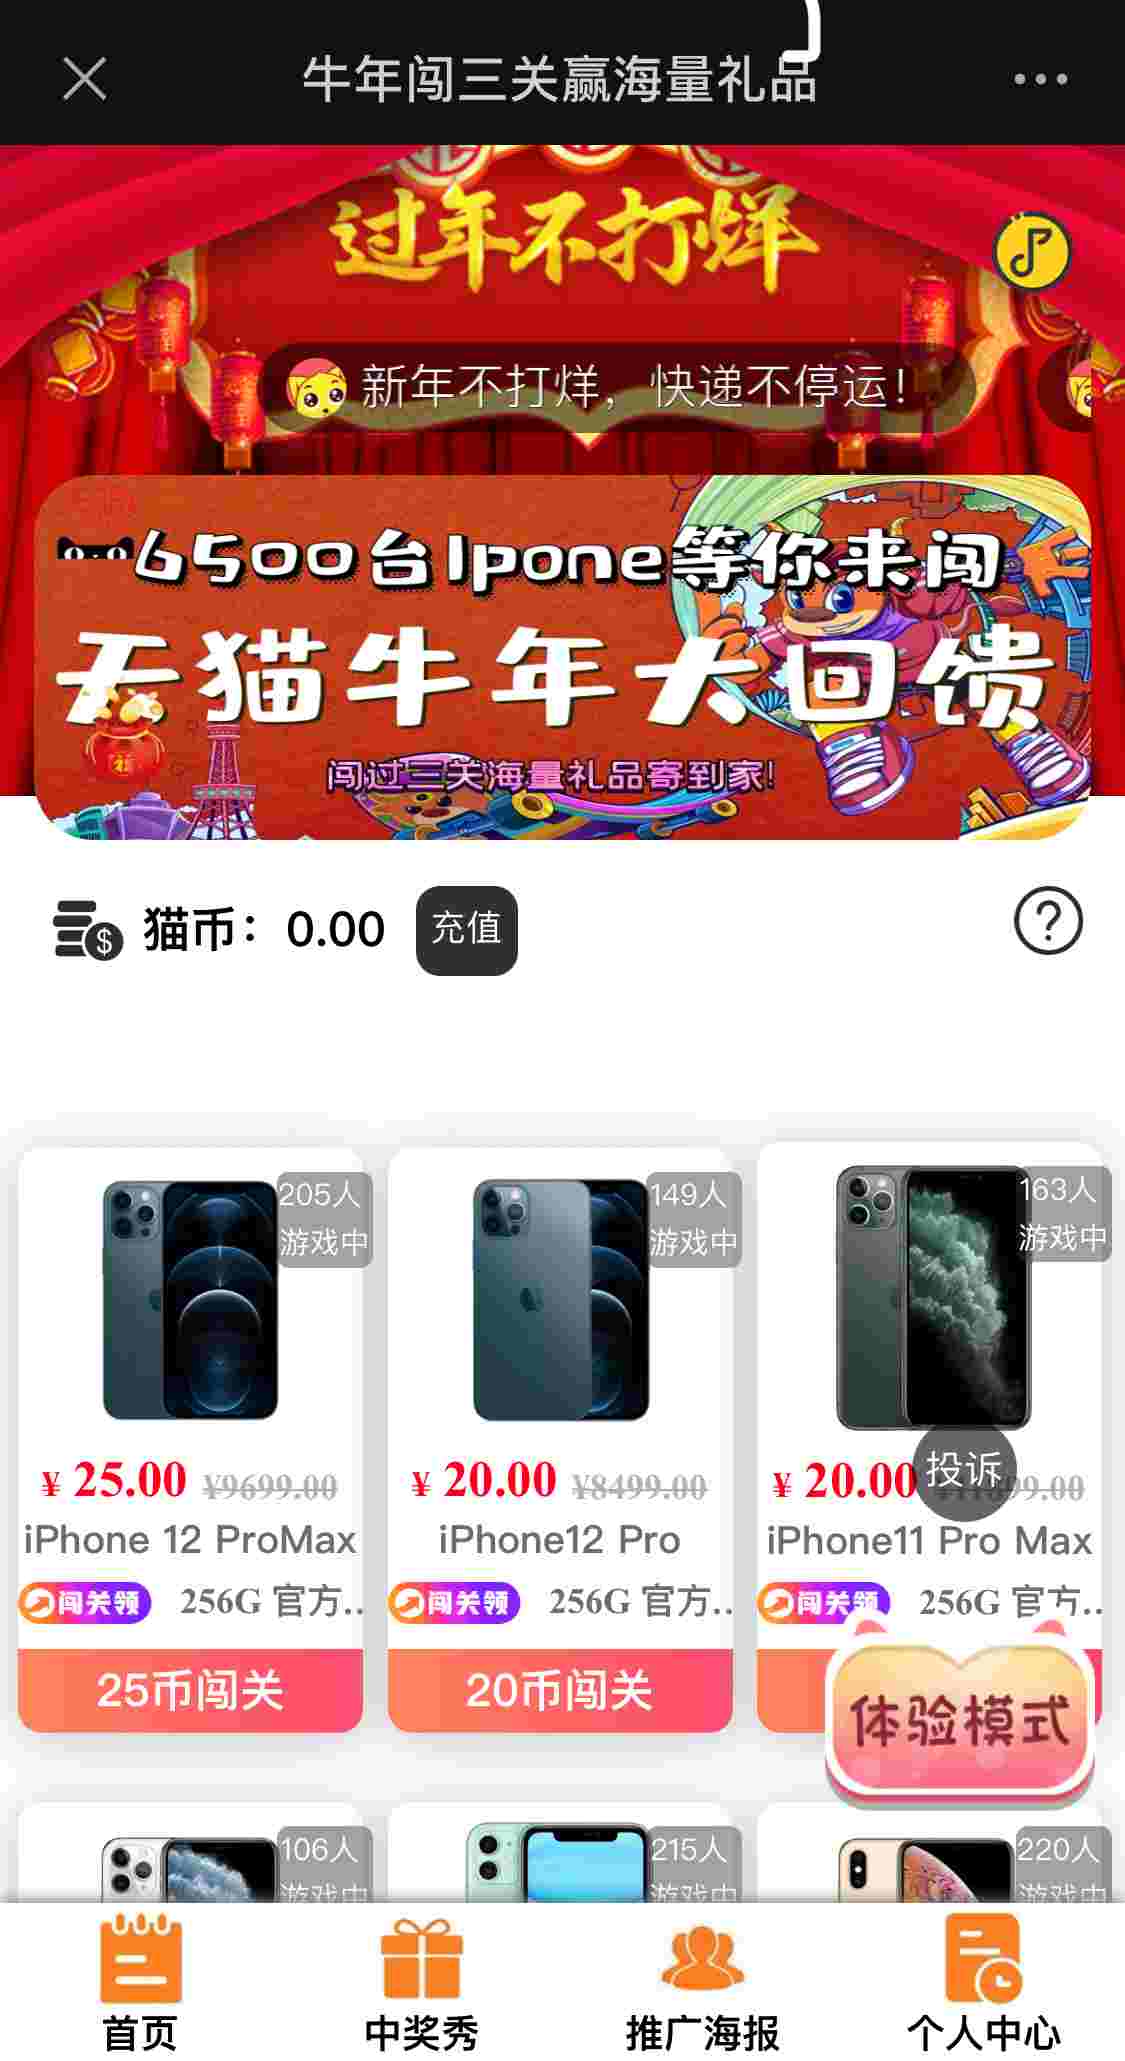 牛年闯三关赢海量礼品
过年不打烊
新年不打烊，快递不停运！
6500台Ipone等你来闯
天猫牛年大回馈
闯过三关海量礼品寄到家!
猫币：0.00
充值
205人
游戏中
149人
游戏中
163人
游戏中
¥ 25.00 ¥9699.00
¥ 20.00 ¥8499.00
¥ 20.00
投诉
iPhone 12 ProMax
iPhone12 Pro
iPhone11 Pro Max
闯关领 256G 官方..
闯关领 256G 官方..
闯关领 256G 官方..
25币闯关
20币闯关
体验模式
106人
游戏中
215人
游戏中
220人
游戏中
首页
中奖秀
推广海报
个人中心